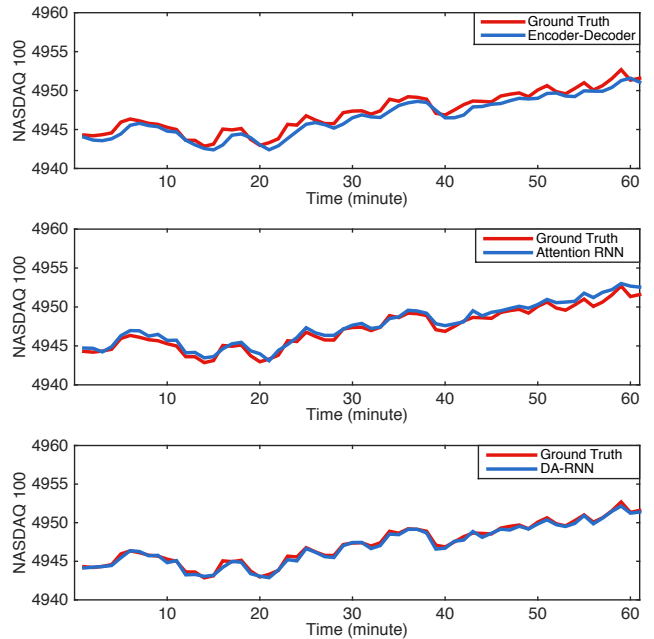 4960
Ground Truth
Encoder-Decoder
4955
4950
4945
4940
NASDAQ 100
10 20 30 40 50 60
Time (minute)
4960
Ground Truth
Attention RNN
4955
4950
4945
4940
NASDAQ 100
10 20 30 40 50 60
Time (minute)
4960
Ground Truth
DA-RNN
4955
4950
4945
4940
NASDAQ 100
10 20 30 40 50 60
Time (minute)